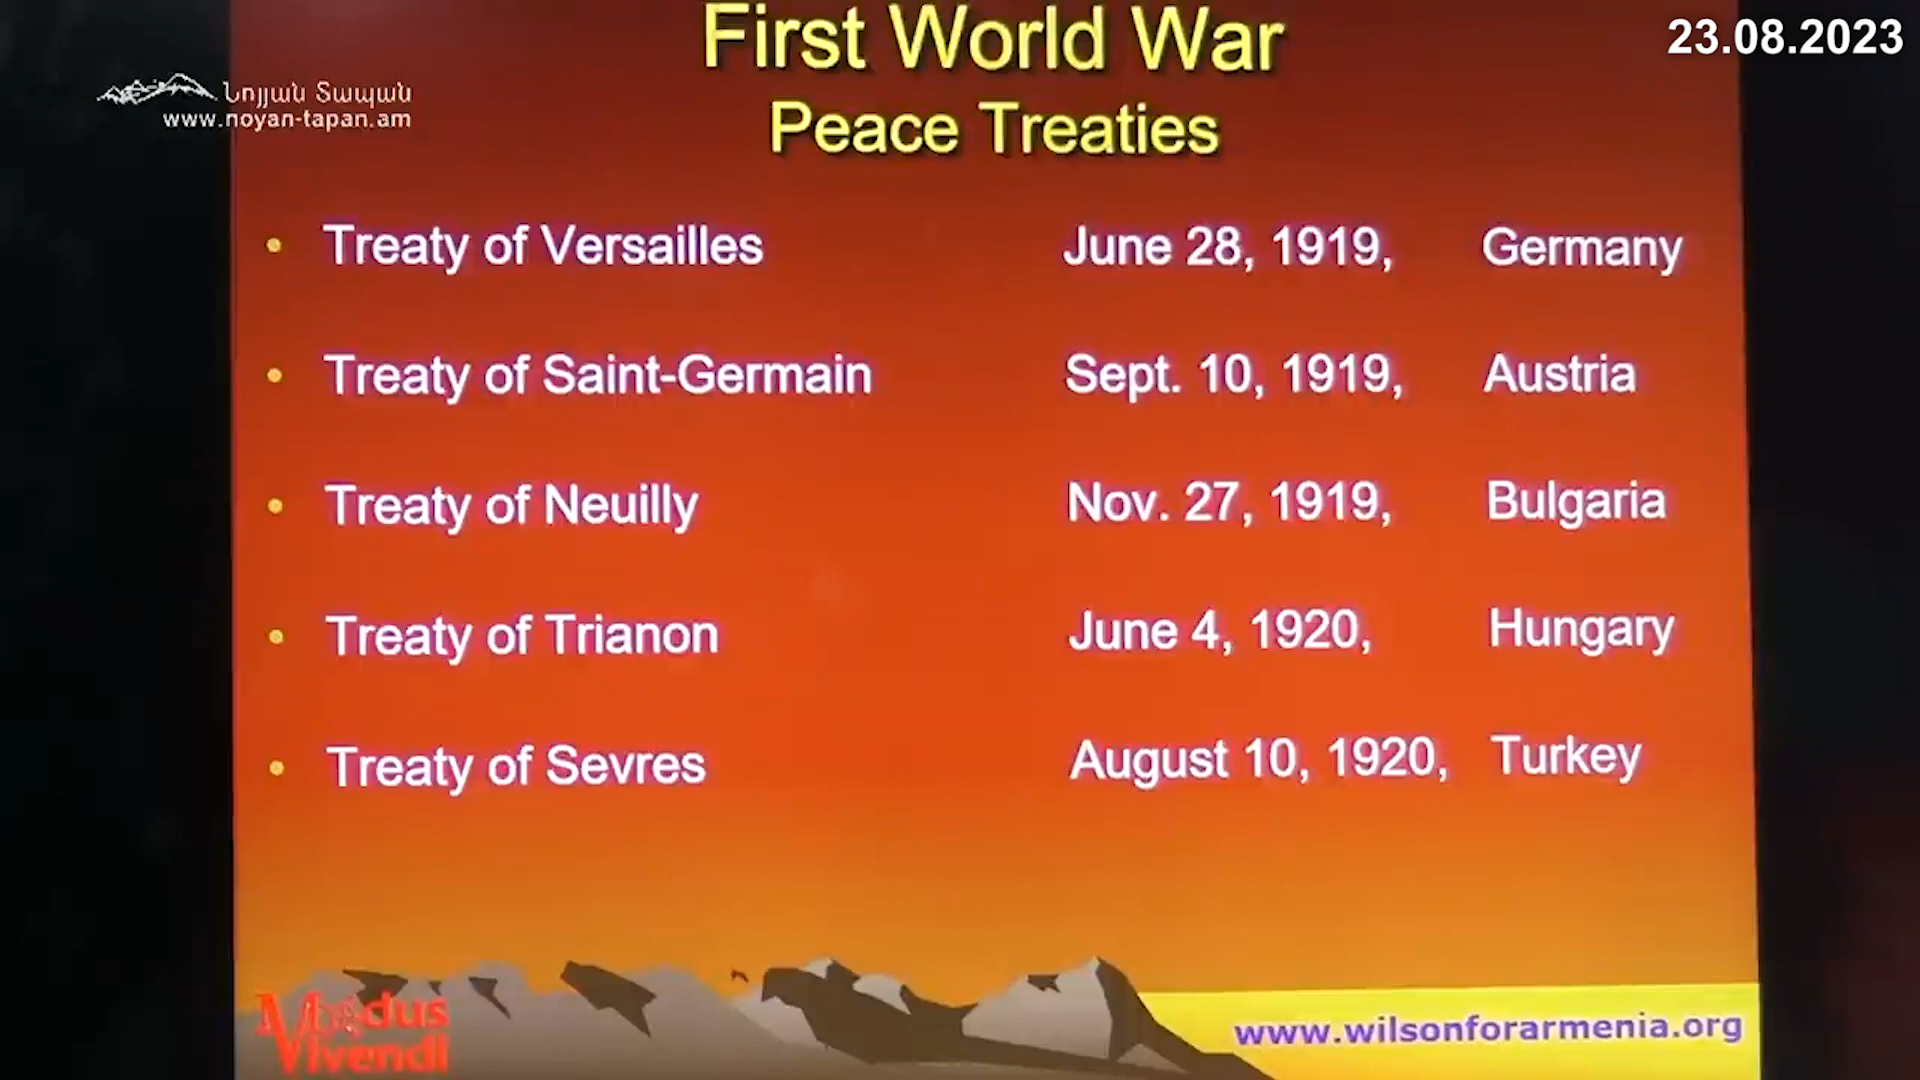 First World War
23.08.2023
Նոյյան Տապան
www.noyan-tapan.am
Peace Treaties
• Treaty of Versailles June 28, 1919, Germany
• Treaty of Saint-Germain Sept. 10, 1919, Austria
• Treaty of Neuilly Nov. 27, 1919, Bulgaria
• Treaty of Trianon June 4, 1920, Hungary
• Treaty of Sevres August 10, 1920, Turkey
Modus
Vivendi
www.wilsonforarmenia.org